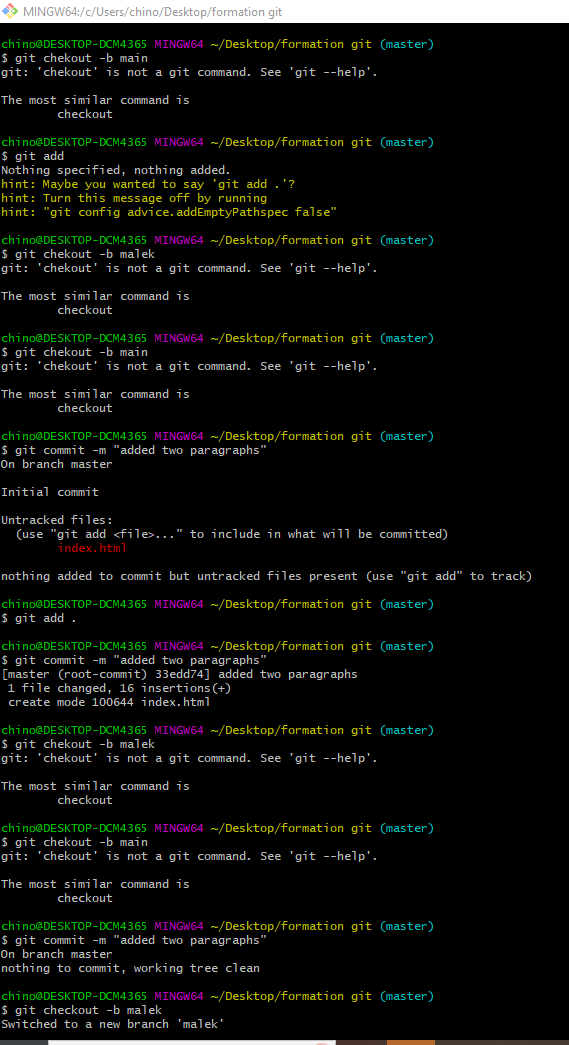 MINGW64:/c/Users/chino/Desktop/formation git
chino@DESKTOP-DCM4365 MINGW64 ~/Desktop/formation git (master)
$ git chekout -b main
git: 'chekout' is not a git command. See 'git --help'.
The most similar command is
checkout
chino@DESKTOP-DCM4365 MINGW64 ~/Desktop/formation git (master)
$ git add
Nothing specified, nothing added.
hint: Maybe you wanted to say 'git add .'?
hint: Turn this message off by running
hint: "git config advice.addEmptyPathspec false"
chino@DESKTOP-DCM4365 MINGW64 ~/Desktop/formation git (master)
$ git chekout -b malek
git: 'chekout' is not a git command. See 'git --help'.
The most similar command is
checkout
chino@DESKTOP-DCM4365 MINGW64 ~/Desktop/formation git (master)
$ git chekout -b main
git: 'chekout' is not a git command. See 'git --help'.
The most similar command is
checkout
chino@DESKTOP-DCM4365 MINGW64 ~/Desktop/formation git (master)
$ git commit -m "added two paragraphs"
On branch master
Initial commit
Untracked files:
(use "git add <file>..." to include in what will be committed)
index.html
nothing added to commit but untracked files present (use "git add" to track)
chino@DESKTOP-DCM4365 MINGW64 ~/Desktop/formation git (master)
$ git add .
chino@DESKTOP-DCM4365 MINGW64 ~/Desktop/formation git (master)
$ git commit -m "added two paragraphs"
[master (root-commit) 33edd74] added two paragraphs
1 file changed, 16 insertions(+)
create mode 100644 index.html
chino@DESKTOP-DCM4365 MINGW64 ~/Desktop/formation git (master)
$ git chekout -b malek
git: 'chekout' is not a git command. See 'git --help'.
The most similar command is
checkout
chino@DESKTOP-DCM4365 MINGW64 ~/Desktop/formation git (master)
$ git chekout -b main
git: 'chekout' is not a git command. See 'git --help'.
The most similar command is
checkout
chino@DESKTOP-DCM4365 MINGW64 ~/Desktop/formation git (master)
$ git commit -m "added two paragraphs"
On branch master
nothing to commit, working tree clean
chino@DESKTOP-DCM4365 MINGW64 ~/Desktop/formation git (master)
$ git checkout -b malek
Switched to a new branch 'malek'